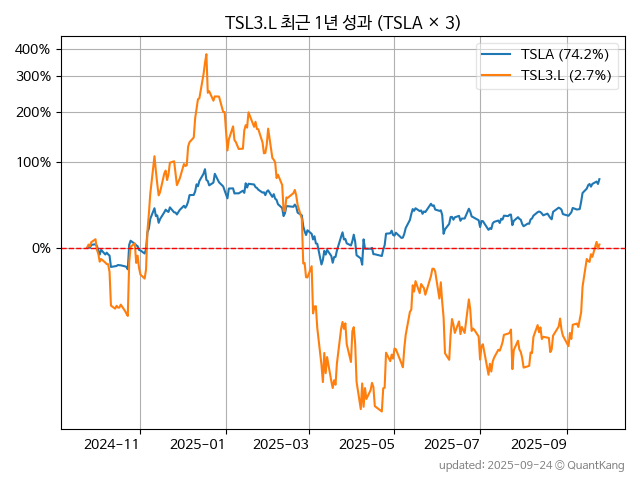 TSL3.L 최근 1년 성과 (TSLA × 3)
TSLA (74.2%)
TSL3.L (2.7%)
400%
300%
200%
100%
0%
2024-11 2025-01 2025-03 2025-05 2025-07 2025-09
updated: 2025-09-24 © QuantKang